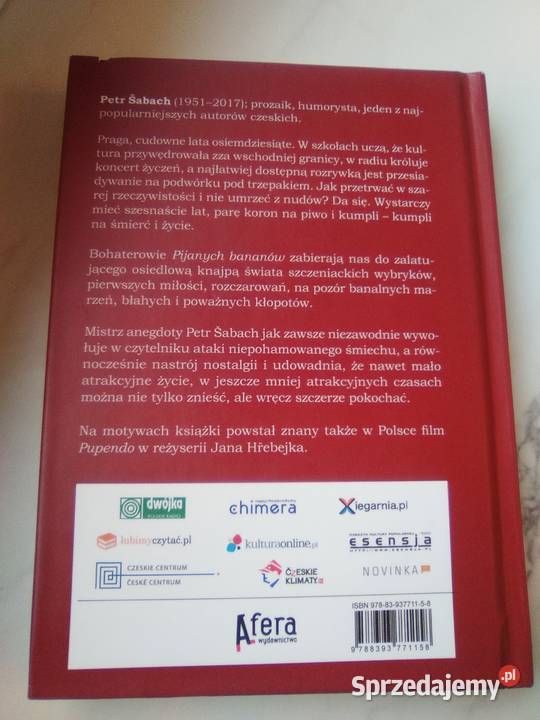 Petr Šabach (1951–2017); prozaik, humorysta, jeden z naj-
popularniejszych autorów czeskich.
Praga, cudowne lata osiemdziesiąte. W szkołach uczą, że kul-
tura przywędrowała zza wschodniej granicy, w radiu króluje
koncert życzeń, a najłatwiej dostępną rozrywką jest przesia-
dywanie na podwórku pod trzepakiem. Jak przetrwać w sza-
rej rzeczywistości i nie umrzeć z nudów? Da się. Wystarczy
mieć szesnaście lat, parę koron na piwo i kumpli – kumpli
na śmierć i życie.
Bohaterowie Pijanych bananów zabierają nas do zalatu-
jącego osiedlową knajpą świata szczeniackich wybryków,
pierwszych miłości, rozczarowań, na pozór banalnych ma-
rzeń, błahych i poważnych kłopotów.
Mistrz anegdoty Petr Šabach jak zawsze niezawodnie wywo-
łuje w czytelniku ataki niepohamowanego śmiechu, a rów-
nocześnie nastrój nostalgii i udowadnia, że nawet mało
atrakcyjne życie, w jeszcze mniej atrakcyjnych czasach
można nie tylko znieść, ale wręcz szczerze pokochać.
Na motywach książki powstał znany także w Polsce film
Pupendo w reżyserii Jana Hřebejka.
dwójka
POLSKIE RADIO
chimera
Xiegarnia.pl
lubimyczytać.pl
kulturaonline.pl
esensja
CZESKIE CENTRUM
ČESKÉ CENTRUM
CZESKIE
KLIMATY.PL
NOVINKA
Afera
wydawnictwo
ISBN 978-83-937711-5-8
9 788393 771158
Sprzedajemy.pl